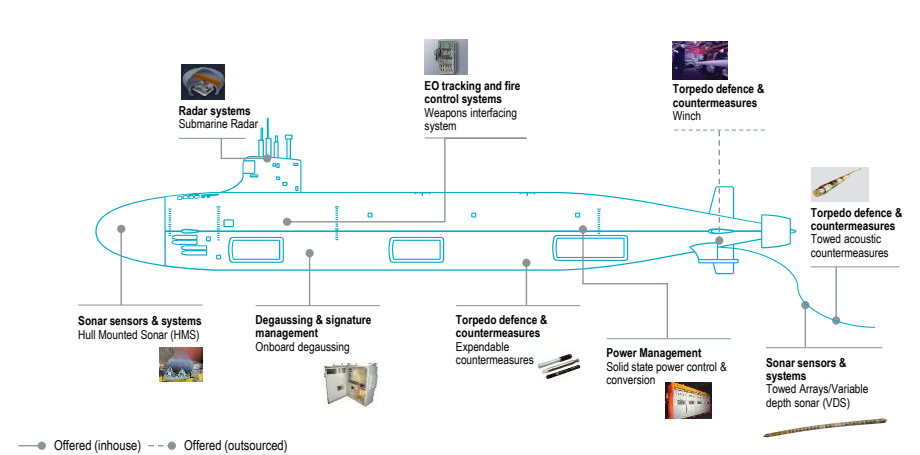 EO tracking and fire
control systems
Weapons interfacing
system
Torpedo defence &
countermeasures
Winch
Radar systems
Submarine Radar
Torpedo defence &
countermeasures
Towed acoustic
countermeasures
Sonar sensors & systems
Hull Mounted Sonar (HMS)
Degaussing & signature
management
Onboard degaussing
Torpedo defence &
countermeasures
Expendable
countermeasures
Power Management
Solid state power control &
conversion
Sonar sensors &
systems
Towed Arrays/Variable
depth sonar (VDS)
Offered (inhouse)
Offered (outsourced)